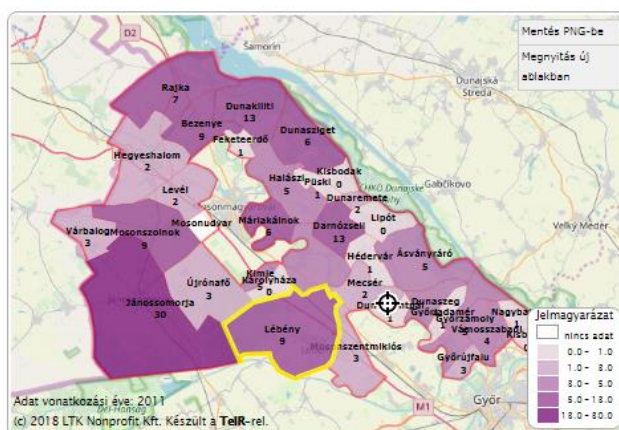 D2
Šamorín
Mentés PNG-be
Megnyitás új
ablakban
Dunajská
Streda
Rajka
7
Dunakiliti
13
Bezenye
9
Feketeerdő
1
Dunasziget
6
Hegyeshalom
2
Halászi
5
Püski
1
Kisbodak
0
Gabčíkovo
Levél
2
Dunaremete
2
Lipót
0
Veľký Meder
Mosonudvar
Máriakálnok
6
Darnózseli
13
Várbalog
3
Mosonszolnok
9
Hédervár
1
Ásványráró
5
Kimle
5
Károlyháza
0
Mecsér
2
Újrónafő
3
Jánossomorja
30
1
Dunaszeg
1
Győrzámoly
Vámosszabadi
4
1
Lébény
9
Mosonszentmiklós
3
Győrújfalu
3
Győr
M1
Jelmagyarázat
nincs adat
0.0 - 1.0
1.0 - 8.0
8.0 - 5.0
5.0 - 18.0
18.0 - 80.0
Adat vonatkozási éve: 2011
(c) 2018 LTK Nonprofit Kft. Készült a TeIR-rel.